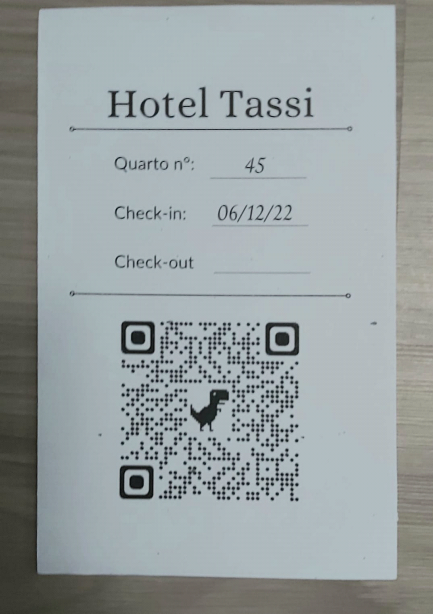 Hotel Tassi
Quarto nº: 45
Check-in: 06/12/22
Check-out